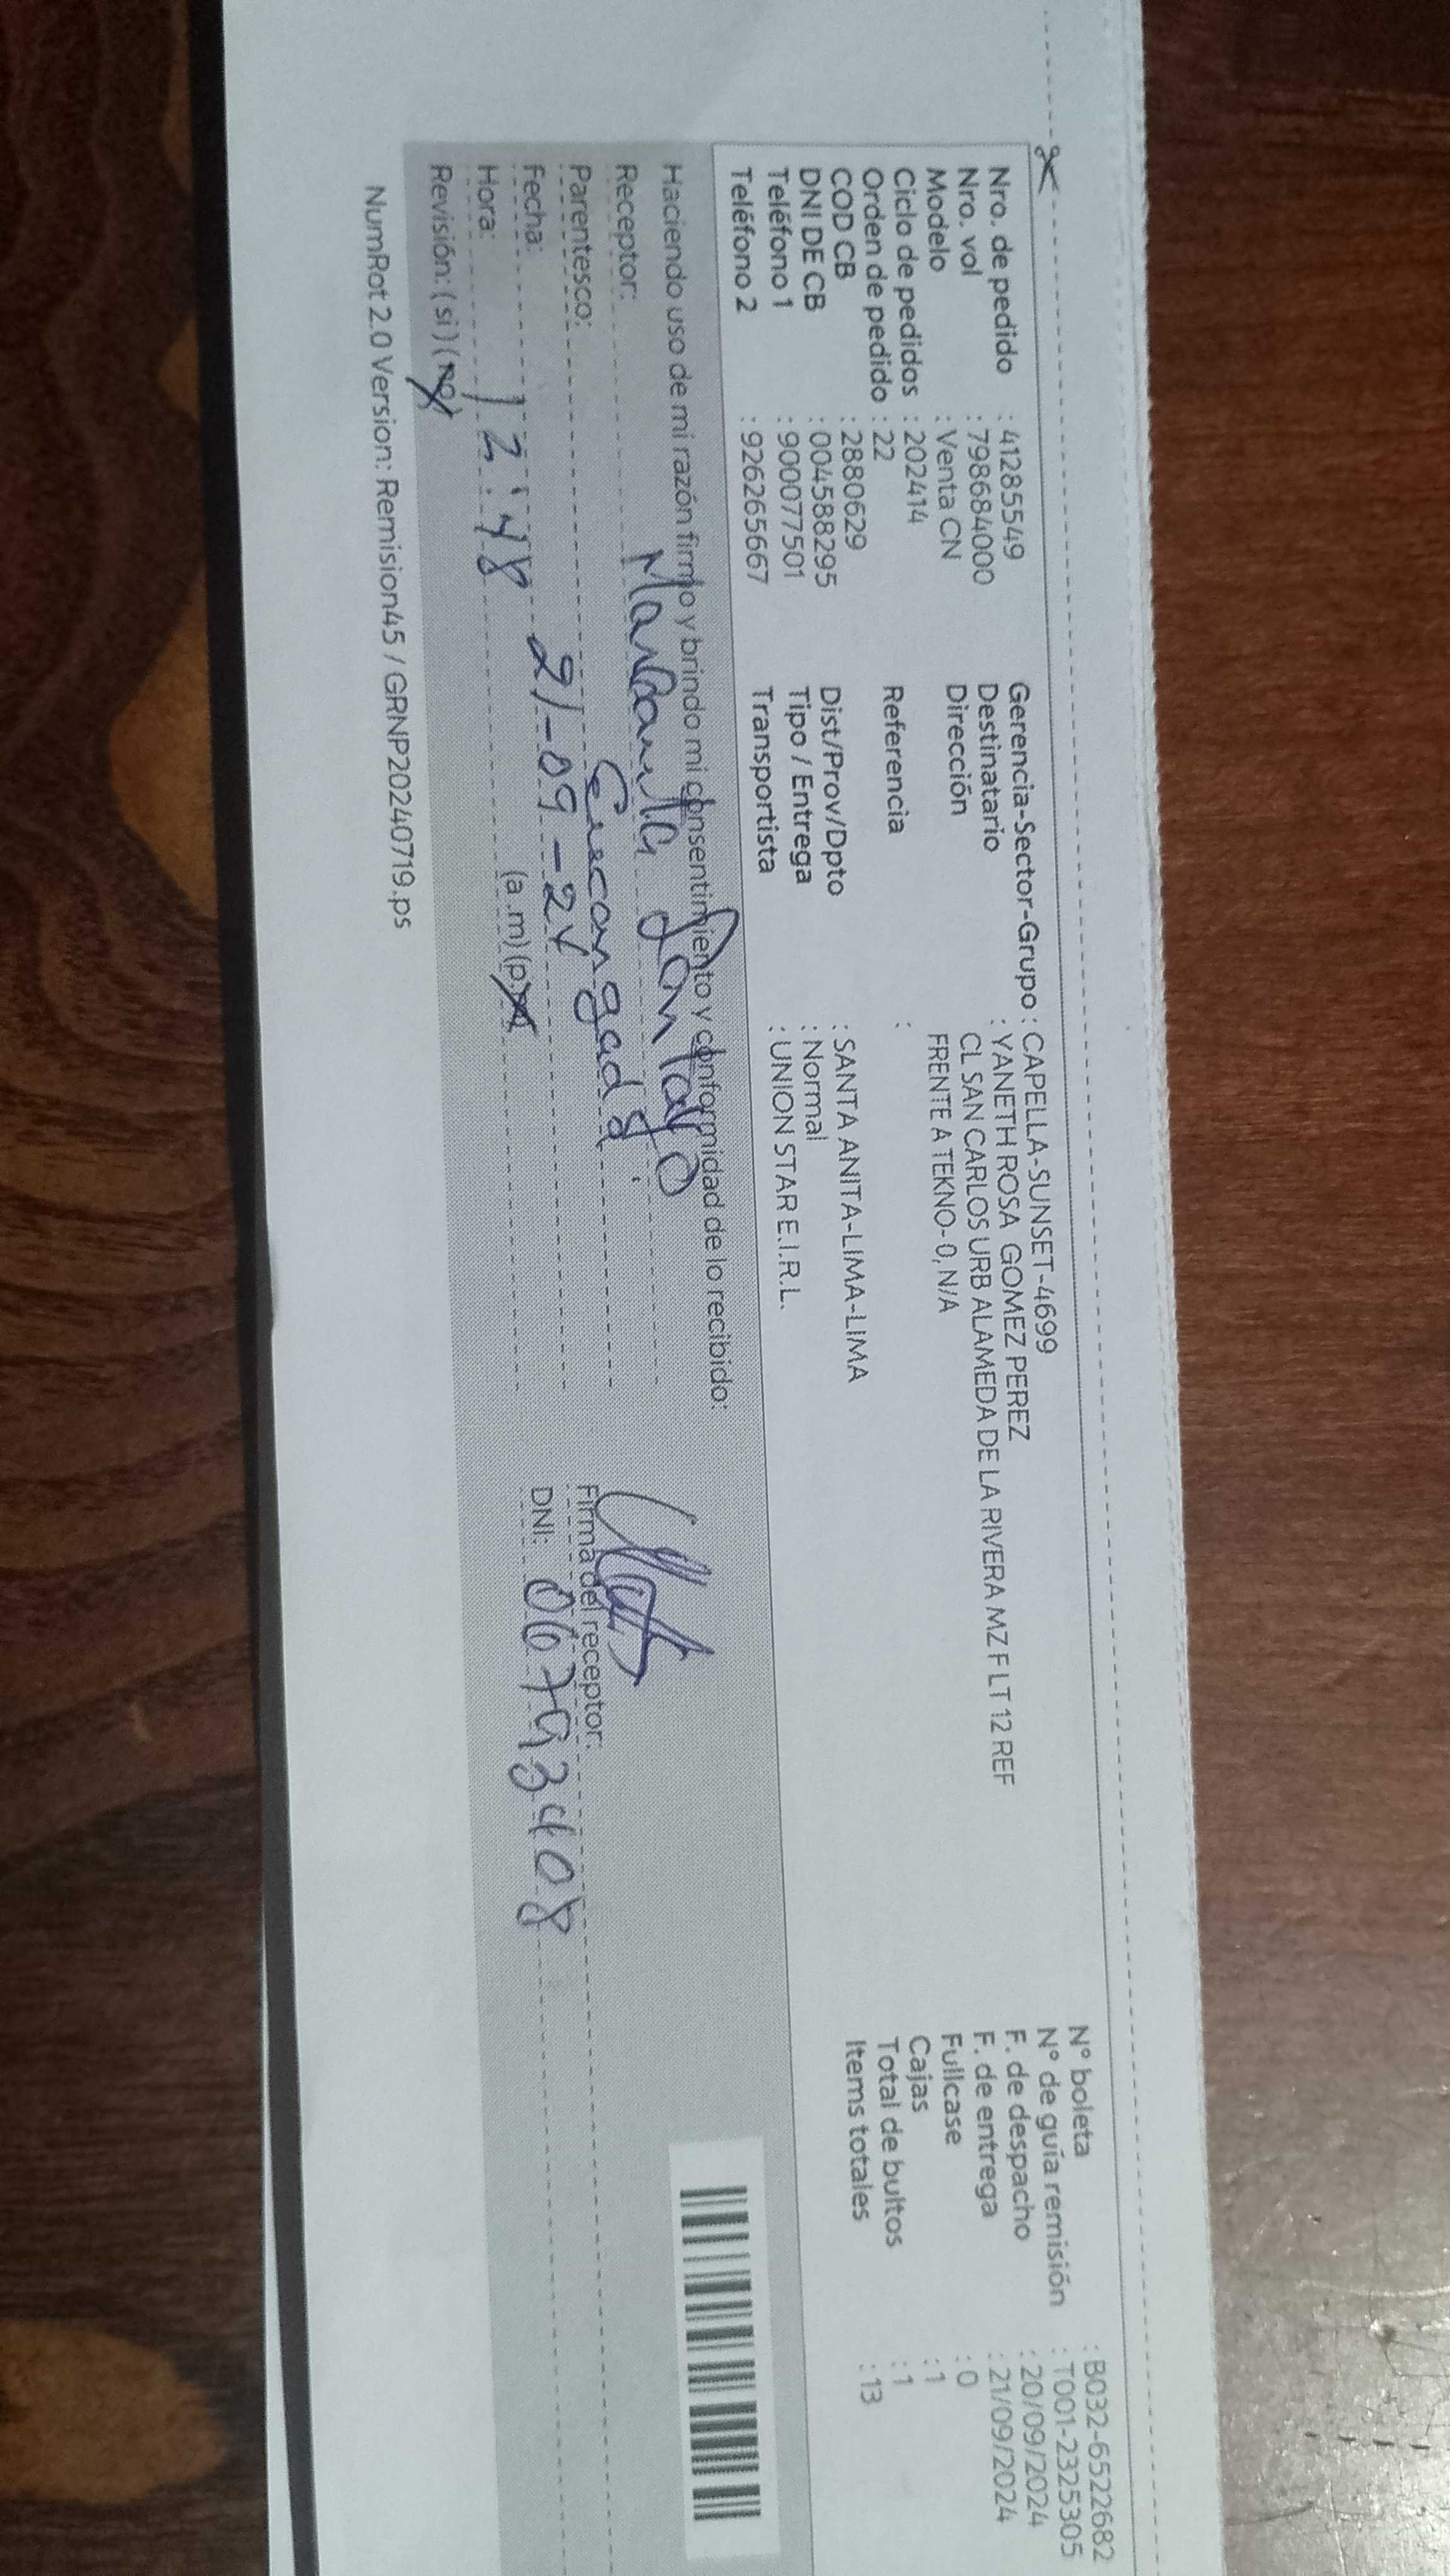 Nro. de pedido : 41285549
Nro. vol : 798684000
Modelo : Venta CN
Ciclo de pedidos : 202414
Orden de pedido : 22
COD CB : 2880629
DNI DE CB : 004588295
Teléfono 1 : 900077501
Teléfono 2 : 926265667
Gerencia-Sector-Grupo : CAPELLA-SUNSET-4699
Destinatario : YANETH ROSA GOMEZ PEREZ
Dirección CL SAN CARLOS URB ALAMEDA DE LA RIVERA MZ F LT 12 REF
FRENTE A TEKNO- 0, N/A
Referencia :
Dist/Prov/Dpto : SANTA ANITA-LIMA-LIMA
Tipo / Entrega : Normal
Transportista : UNION STAR E.I.R.L.
N° boleta : B032-6522682
N° de guía remisión : T001-2325305
F. de despacho : 20/09/2024
F. de entrega : 21/09/2024
Fullcase : 0
Cajas : 1
Total de bultos : 1
Items totales : 13
Haciendo uso de mi razón firmo y brindo mi consentimiento y conformidad de lo recibido:
Receptor:
Parentesco:
Fecha: 21-09-24
Hora: 12:48 (a.m)(p.m)
Revisión: (si) (no)
Firma del receptor:
DNI: 06793408
NumRot 2.0 Version: Remision45 / GRNP20240719.ps